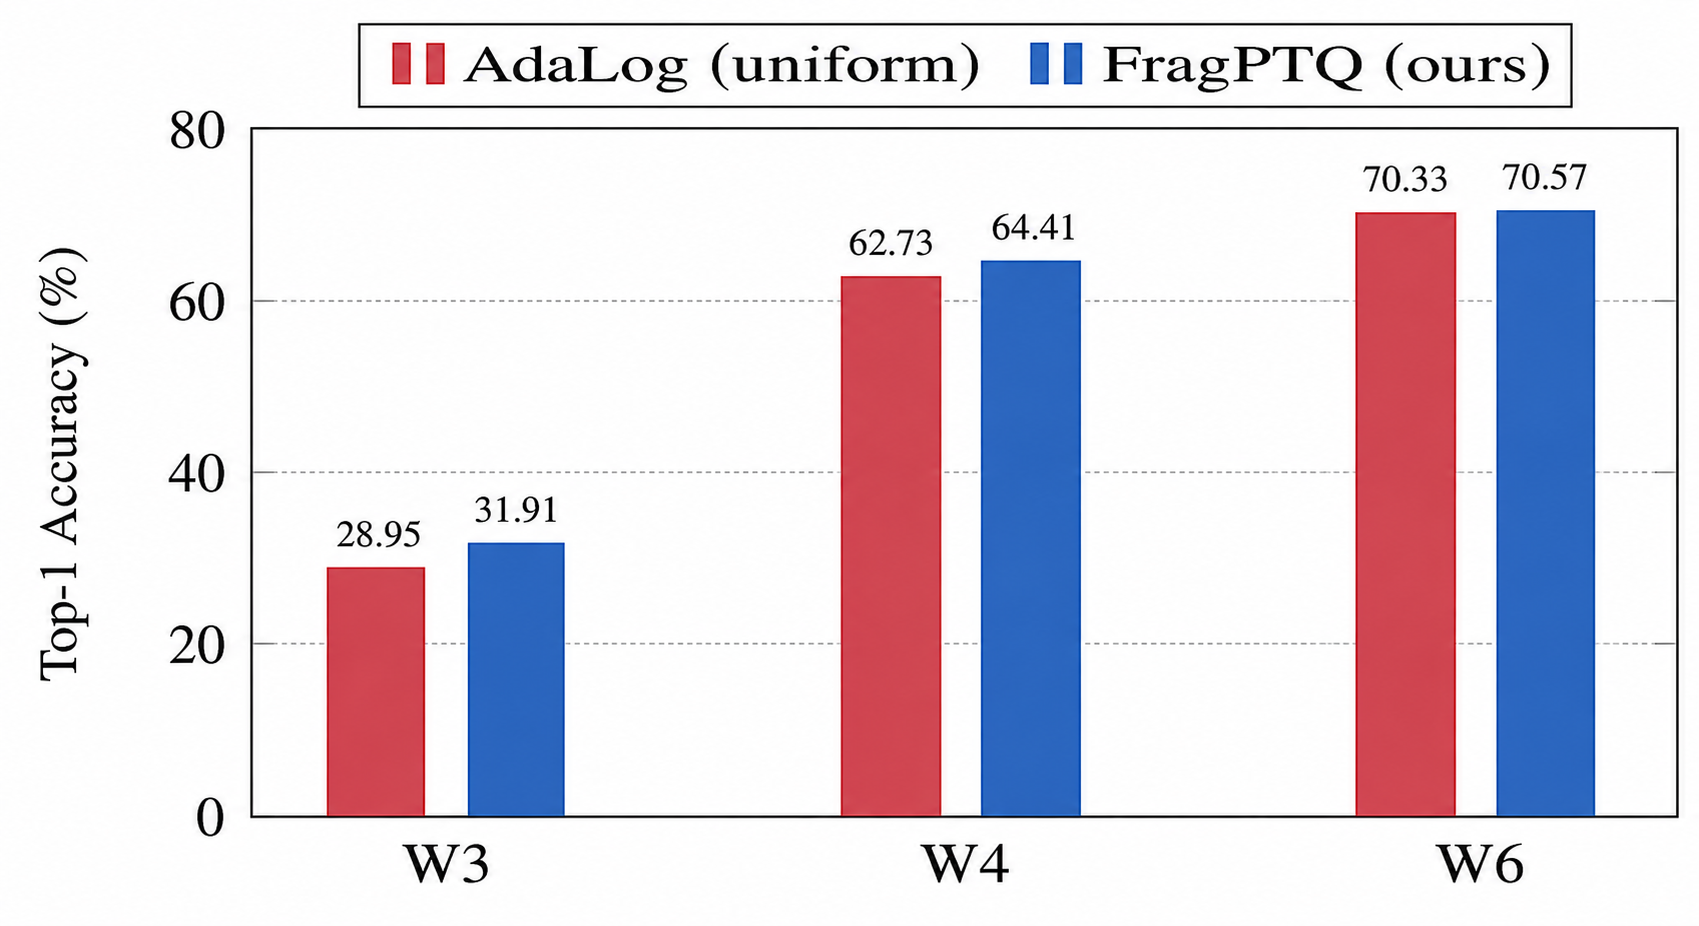 AdaLog (uniform) FragPTQ (ours)
80
70.33 70.57
62.73 64.41
60
Top-1 Accuracy (%)
40
28.95 31.91
20
0
W3 W4 W6